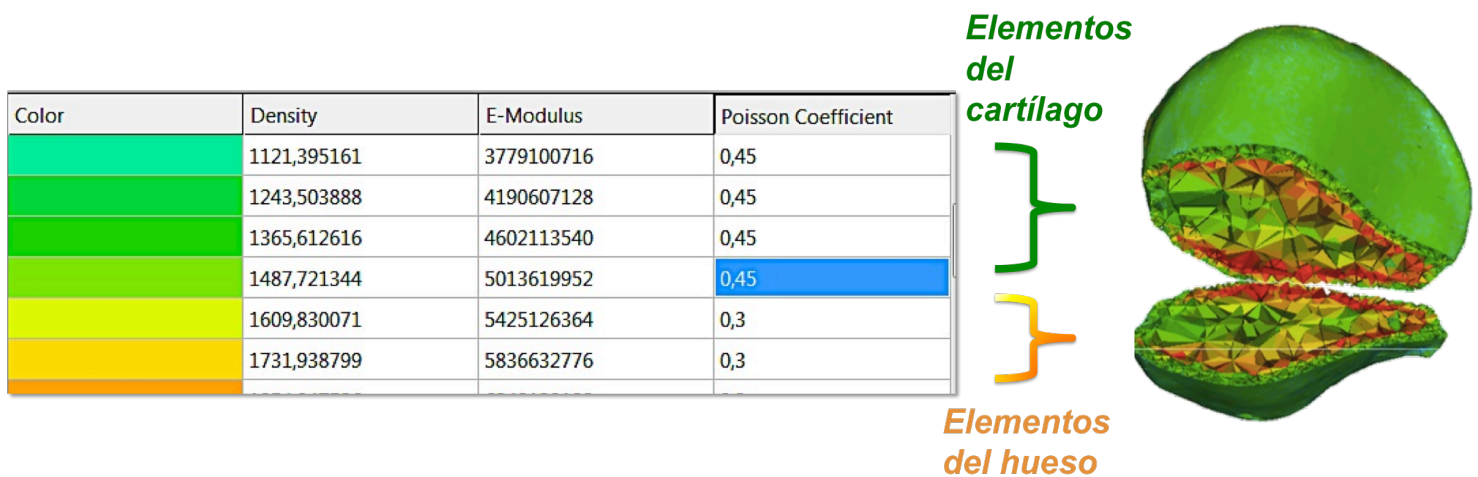 Elementos
del
cartílago
Color Density E-Modulus Poisson Coefficient
1121,395161 3779100716 0,45
1243,503888 4190607128 0,45
1365,612616 4602113540 0,45
1487,721344 5013619952 0,45
1609,830071 5425126364 0,3
1731,938799 5836632776 0,3
Elementos
del hueso